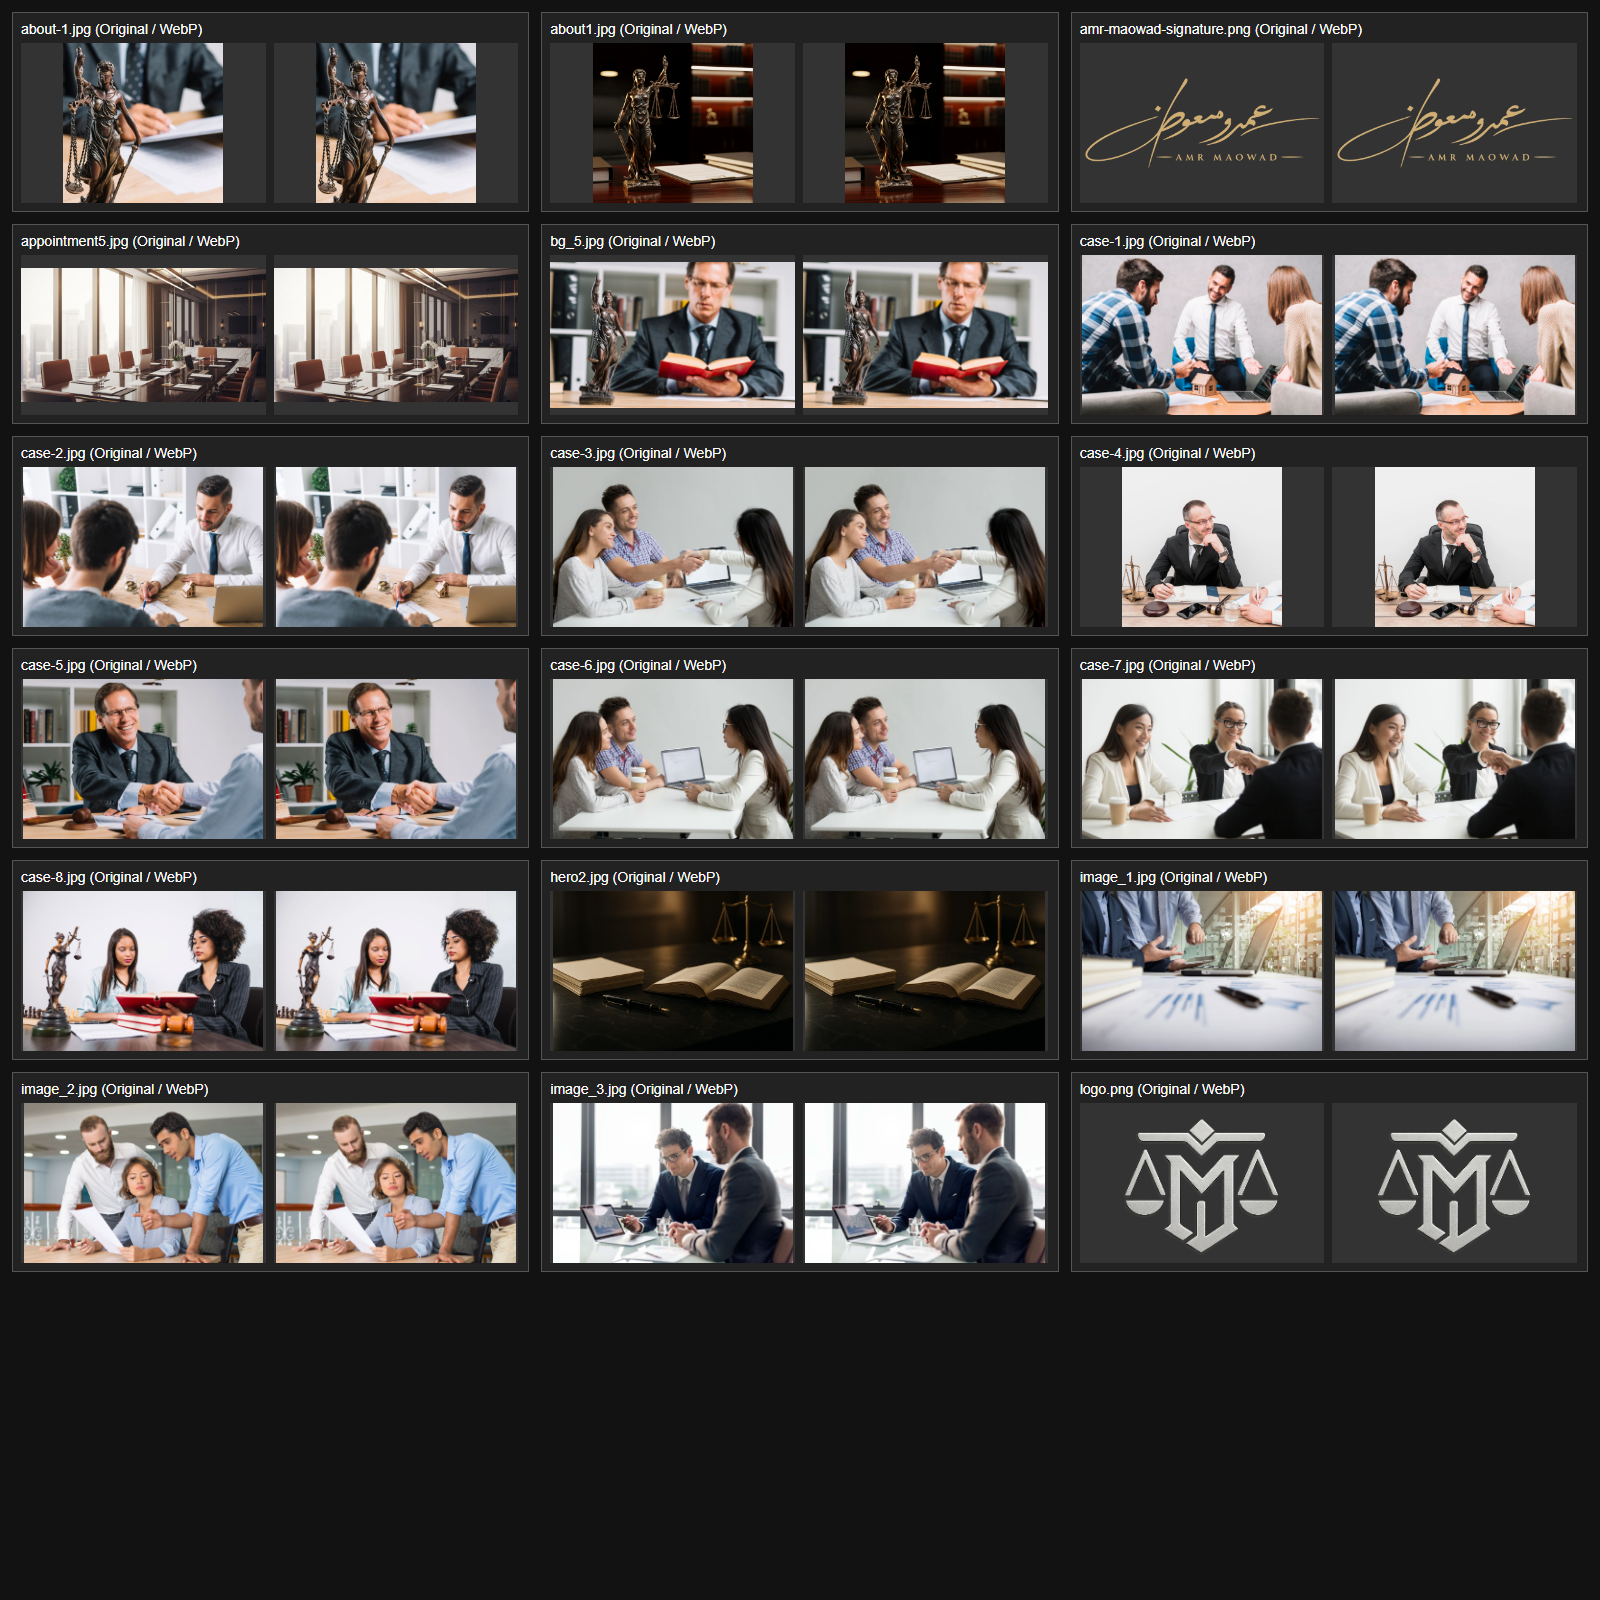 about-1.jpg (Original / WebP)
about1.jpg (Original / WebP)
amr-maowad-signature.png (Original / WebP)
عمرو معوض
AMR MAOWAD
عمرو معوض
AMR MAOWAD
appointment5.jpg (Original / WebP)
bg_5.jpg (Original / WebP)
case-1.jpg (Original / WebP)
case-2.jpg (Original / WebP)
case-3.jpg (Original / WebP)
case-4.jpg (Original / WebP)
case-5.jpg (Original / WebP)
case-6.jpg (Original / WebP)
case-7.jpg (Original / WebP)
case-8.jpg (Original / WebP)
hero2.jpg (Original / WebP)
image_1.jpg (Original / WebP)
image_2.jpg (Original / WebP)
image_3.jpg (Original / WebP)
logo.png (Original / WebP)